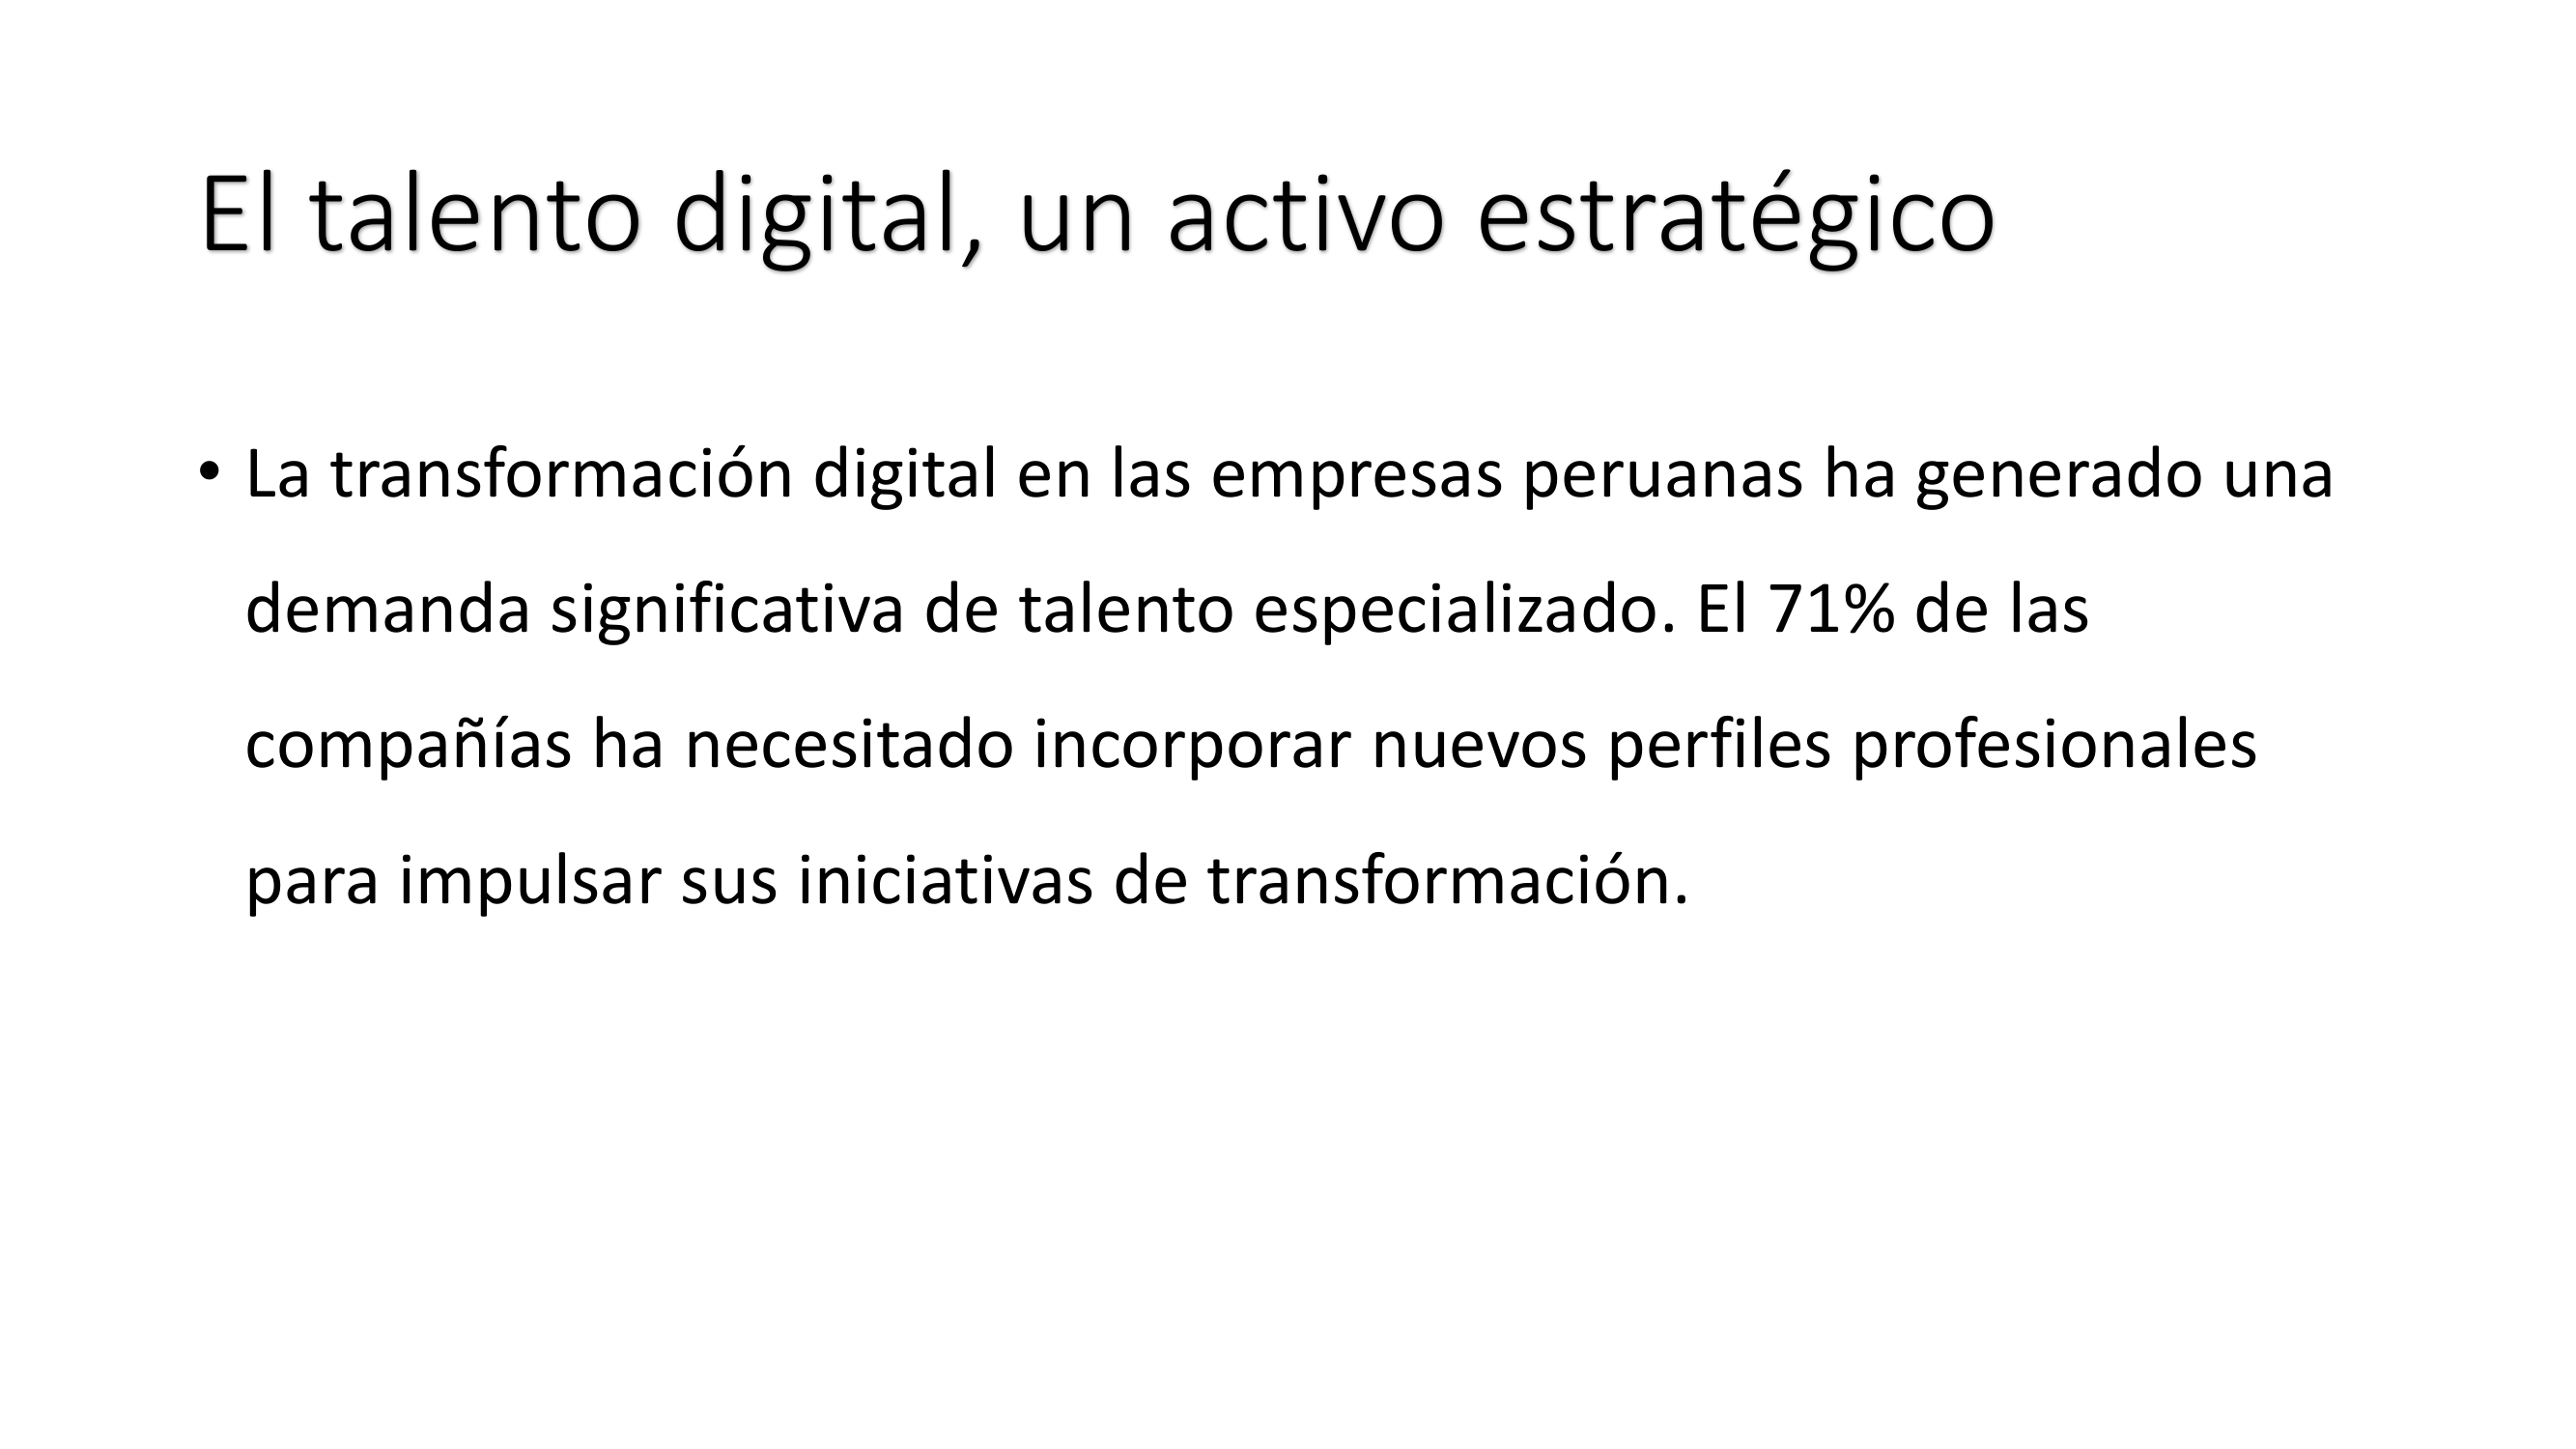 El talento digital, un activo estratégico
• La transformación digital en las empresas peruanas ha generado una
demanda significativa de talento especializado. El 71% de las
compañías ha necesitado incorporar nuevos perfiles profesionales
para impulsar sus iniciativas de transformación.